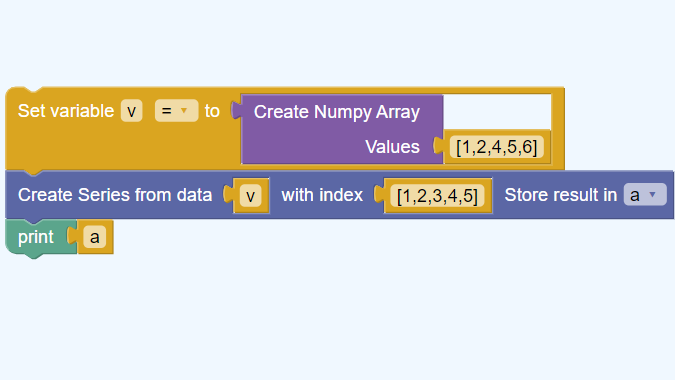 Set variable v = to Create Numpy Array
Values [1,2,4,5,6]
Create Series from data v with index [1,2,3,4,5] Store result in a
print a